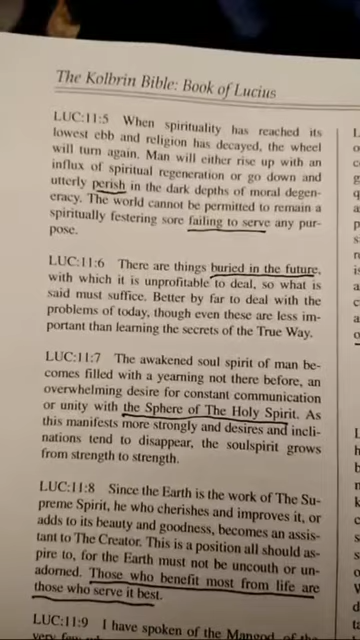 The Kolbrin Bible: Book of Lucius
LUC:11:5 When spirituality has reached its
lowest ebb and religion has decayed, the wheel
will turn again. Man will either rise up with an
influx of spiritual regeneration or go down and
utterly perish in the dark depths of moral degen-
eracy. The world cannot be permitted to remain a
spiritually festering sore failing to serve any pur-
pose.
LUC:11:6 There are things buried in the future,
with which it is unprofitable to deal, so what is
said must suffice. Better by far to deal with the
problems of today, though even these are less im-
portant than learning the secrets of the True Way.
LUC:11:7 The awakened soul spirit of man be-
comes filled with a yearning not there before, an
overwhelming desire for constant communication
or unity with the Sphere of The Holy Spirit. As
this manifests more strongly and desires and incli-
nations tend to disappear, the soulspirit grows
from strength to strength.
LUC:11:8 Since the Earth is the work of The Su-
preme Spirit, he who cherishes and improves it, or
adds to its beauty and goodness, becomes an assis-
tant to The Creator. This is a position all should as-
pire to, for the Earth must not be uncouth or un-
adorned. Those who benefit most from life are
those who serve it best.
LUC:11:9 I have spoken of the Mangod of the
very few